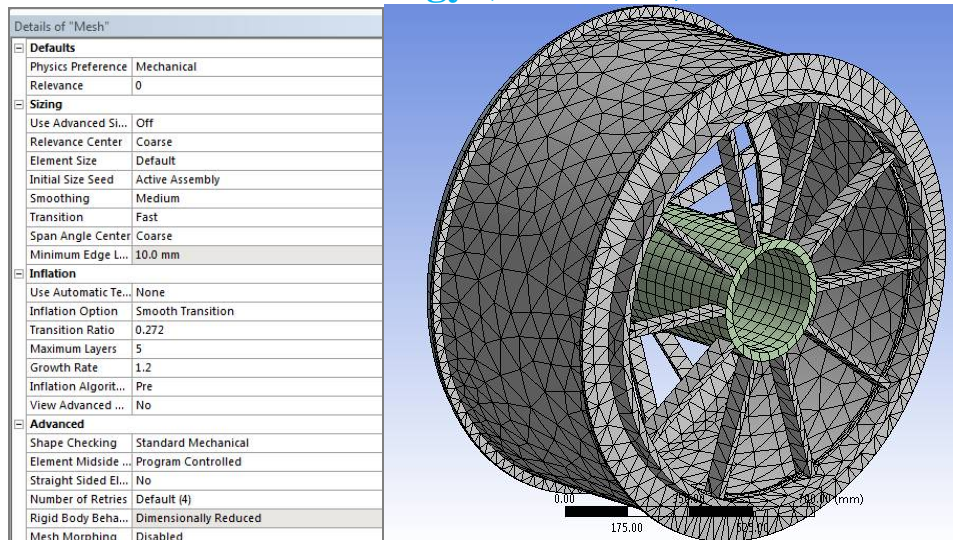 Details of "Mesh"
Defaults
Physics Preference Mechanical
Relevance 0
Sizing
Use Advanced Si... Off
Relevance Center Coarse
Element Size Default
Initial Size Seed Active Assembly
Smoothing Medium
Transition Fast
Span Angle Center Coarse
Minimum Edge L... 10.0 mm
Inflation
Use Automatic Te... None
Inflation Option Smooth Transition
Transition Ratio 0.272
Maximum Layers 5
Growth Rate 1.2
Inflation Algorit... Pre
View Advanced ... No
Advanced
Shape Checking Standard Mechanical
Element Midside ... Program Controlled
Straight Sided El... No
Number of Retries Default (4)
Rigid Body Beha... Dimensionally Reduced
Mesh Morphing Disabled
0.00 (mm)
175.00